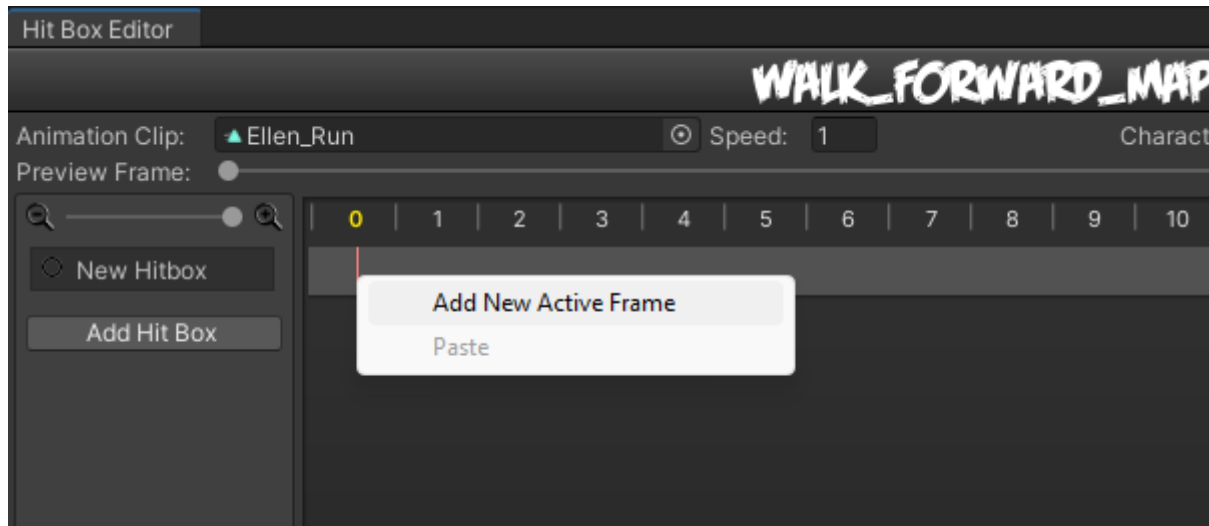 Hit Box Editor
WALK_FORWARD_MAP
Animation Clip: Ellen_Run Speed: 1 Charact
Preview Frame:
0 1 2 3 4 5 6 7 8 9 10
New Hitbox
Add New Active Frame
Add Hit Box
Paste